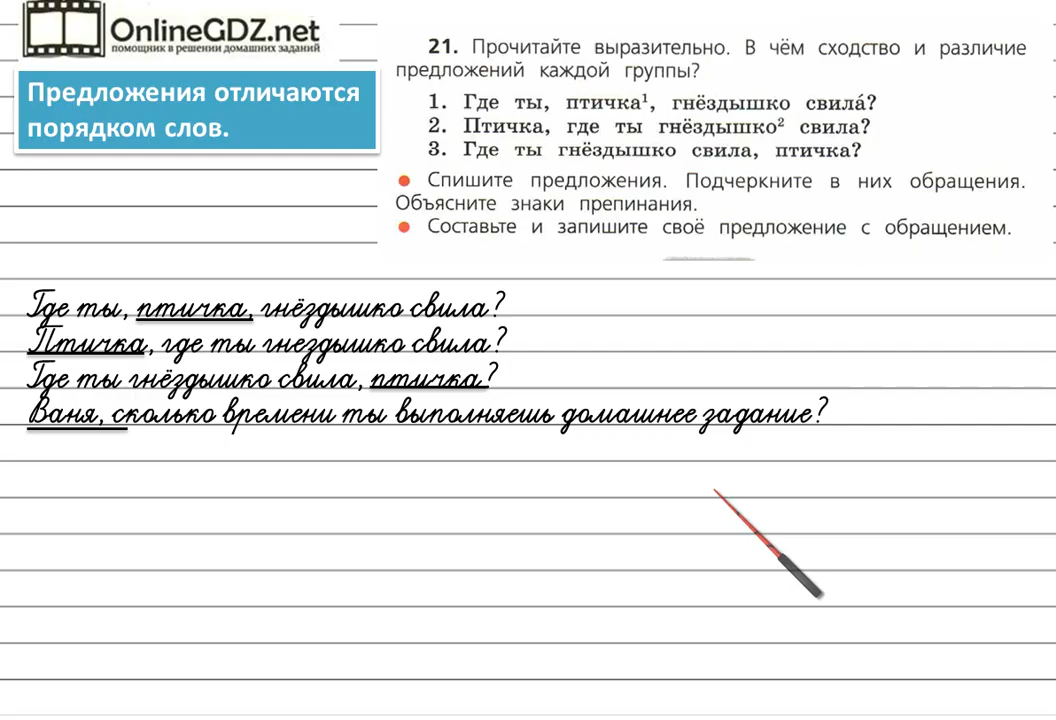 OnlineGDZ.net
помощник в решении домашних заданий
Предложения отличаются
порядком слов.
21. Прочитайте выразительно. В чём сходство и различие
предложений каждой группы?
1. Где ты, птичка¹, гнёздышко свила́?
2. Птичка, где ты гнёздышко² свила?
3. Где ты гнёздышко свила, птичка?
• Спишите предложения. Подчеркните в них обращения.
Объясните знаки препинания.
• Составьте и запишите своё предложение с обращением.
Где ты, птичка, гнёздышко свила?
Птичка, где ты гнездышко свила?
Где ты гнёздышко свила, птичка?
Ваня, сколько времени ты выполняешь домашнее задание?